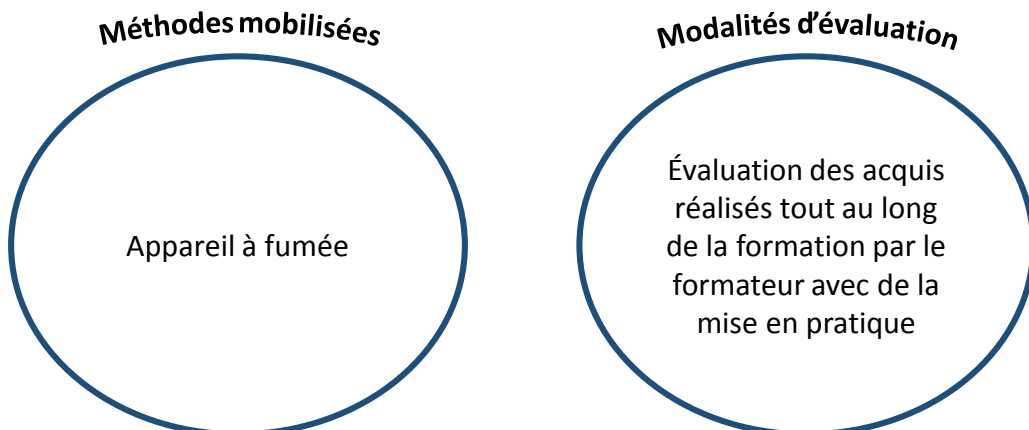 Méthodes mobilisées
Appareil à fumée
Modalités d'évaluation
Évaluation des acquis
réalisés tout au long
de la formation par le
formateur avec de la
mise en pratique